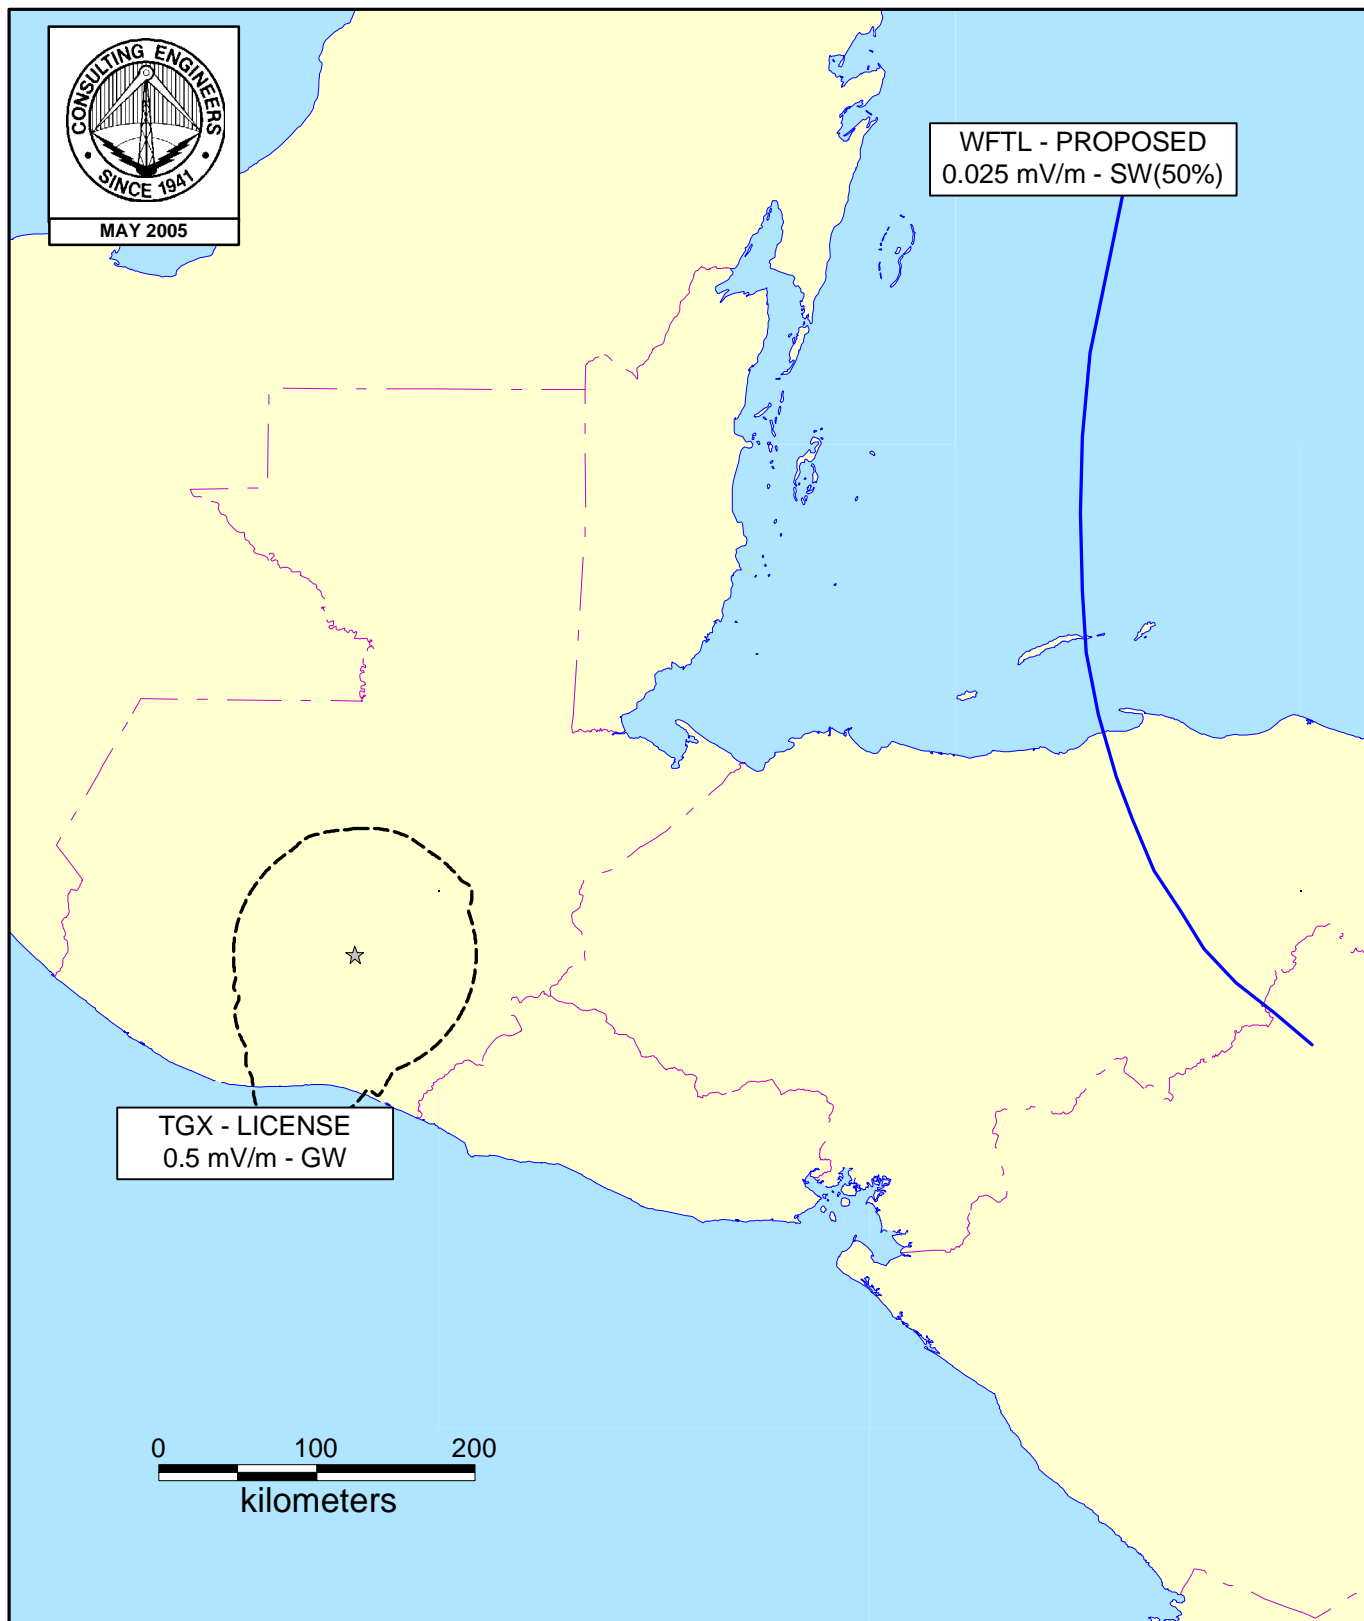 CONSULTING ENGINEERS
• SINCE 1941 •
MAY 2005
WFTL - PROPOSED
0.025 mV/m - SW(50%)
TGX - LICENSE
0.5 mV/m - GW
0 100 200
kilometers